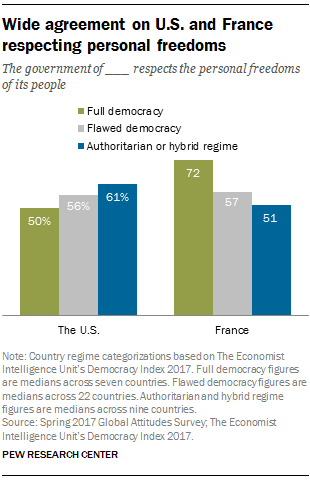 Wide agreement on U.S. and France
respecting personal freedoms
The government of ____ respects the personal freedoms
of its people
Full democracy
Flawed democracy
Authoritarian or hybrid regime
50%
56%
61%
72
57
51
The U.S.
France
Note: Country regime categorizations based on The Economist
Intelligence Unit's Democracy Index 2017. Full democracy figures
are medians across seven countries. Flawed democracy figures are
medians across 22 countries. Authoritarian and hybrid regime
figures are medians across nine countries.
Source: Spring 2017 Global Attitudes Survey; The Economist
Intelligence Unit's Democracy Index 2017.
PEW RESEARCH CENTER